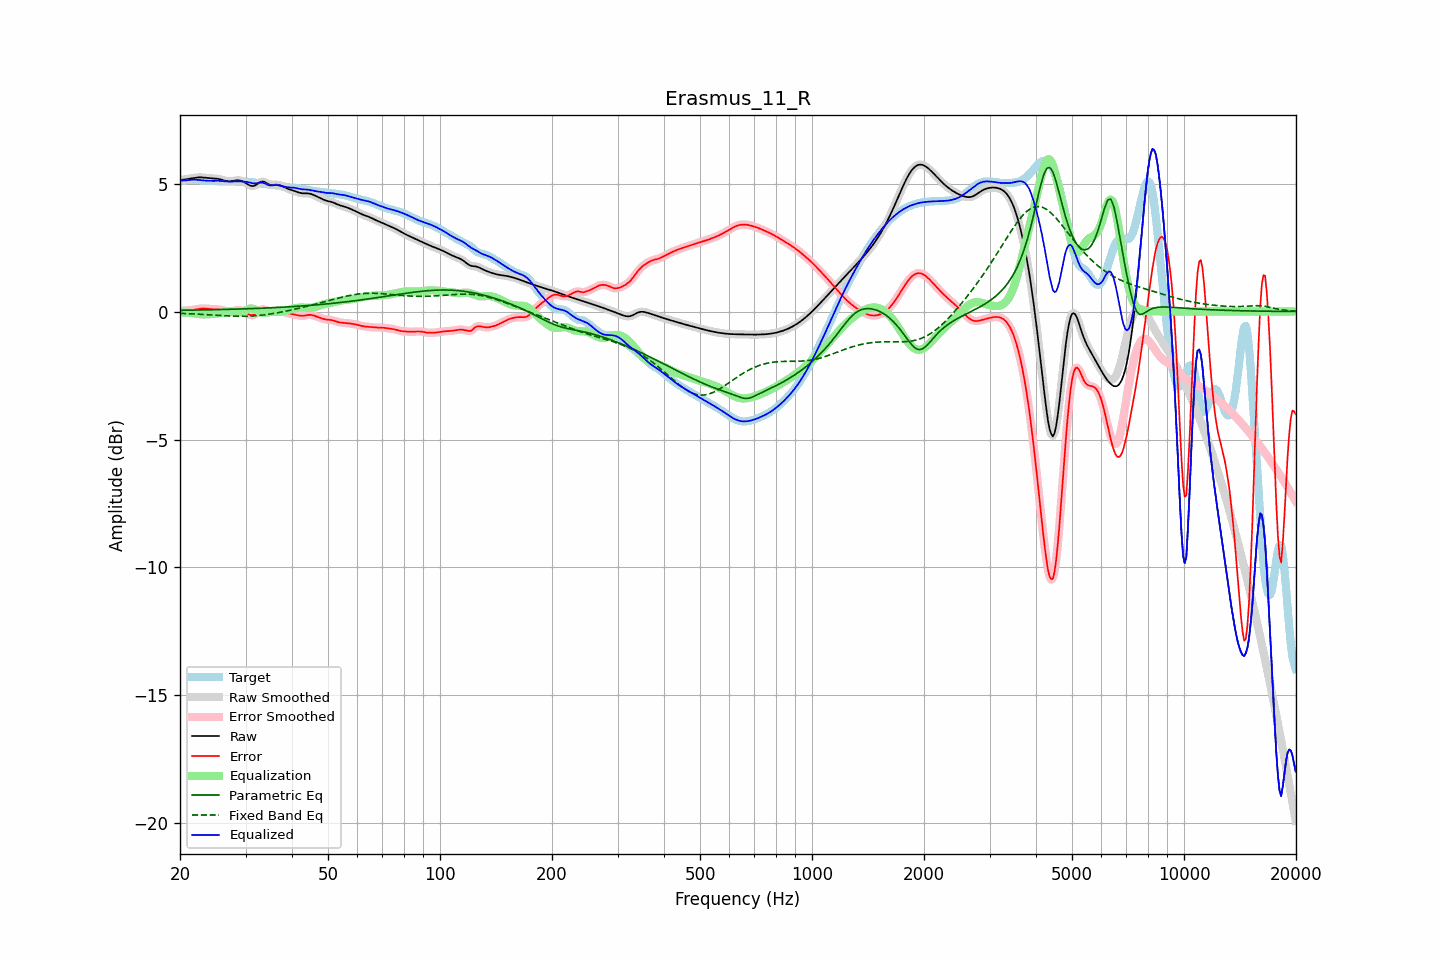 Erasmus_11_R
Amplitude (dBr)
5
0
−5
−10
−15
−20
Target
Raw Smoothed
Error Smoothed
Raw
Error
Equalization
Parametric Eq
Fixed Band Eq
Equalized
20 50 100 200 500 1000 2000 5000 10000 20000
Frequency (Hz)